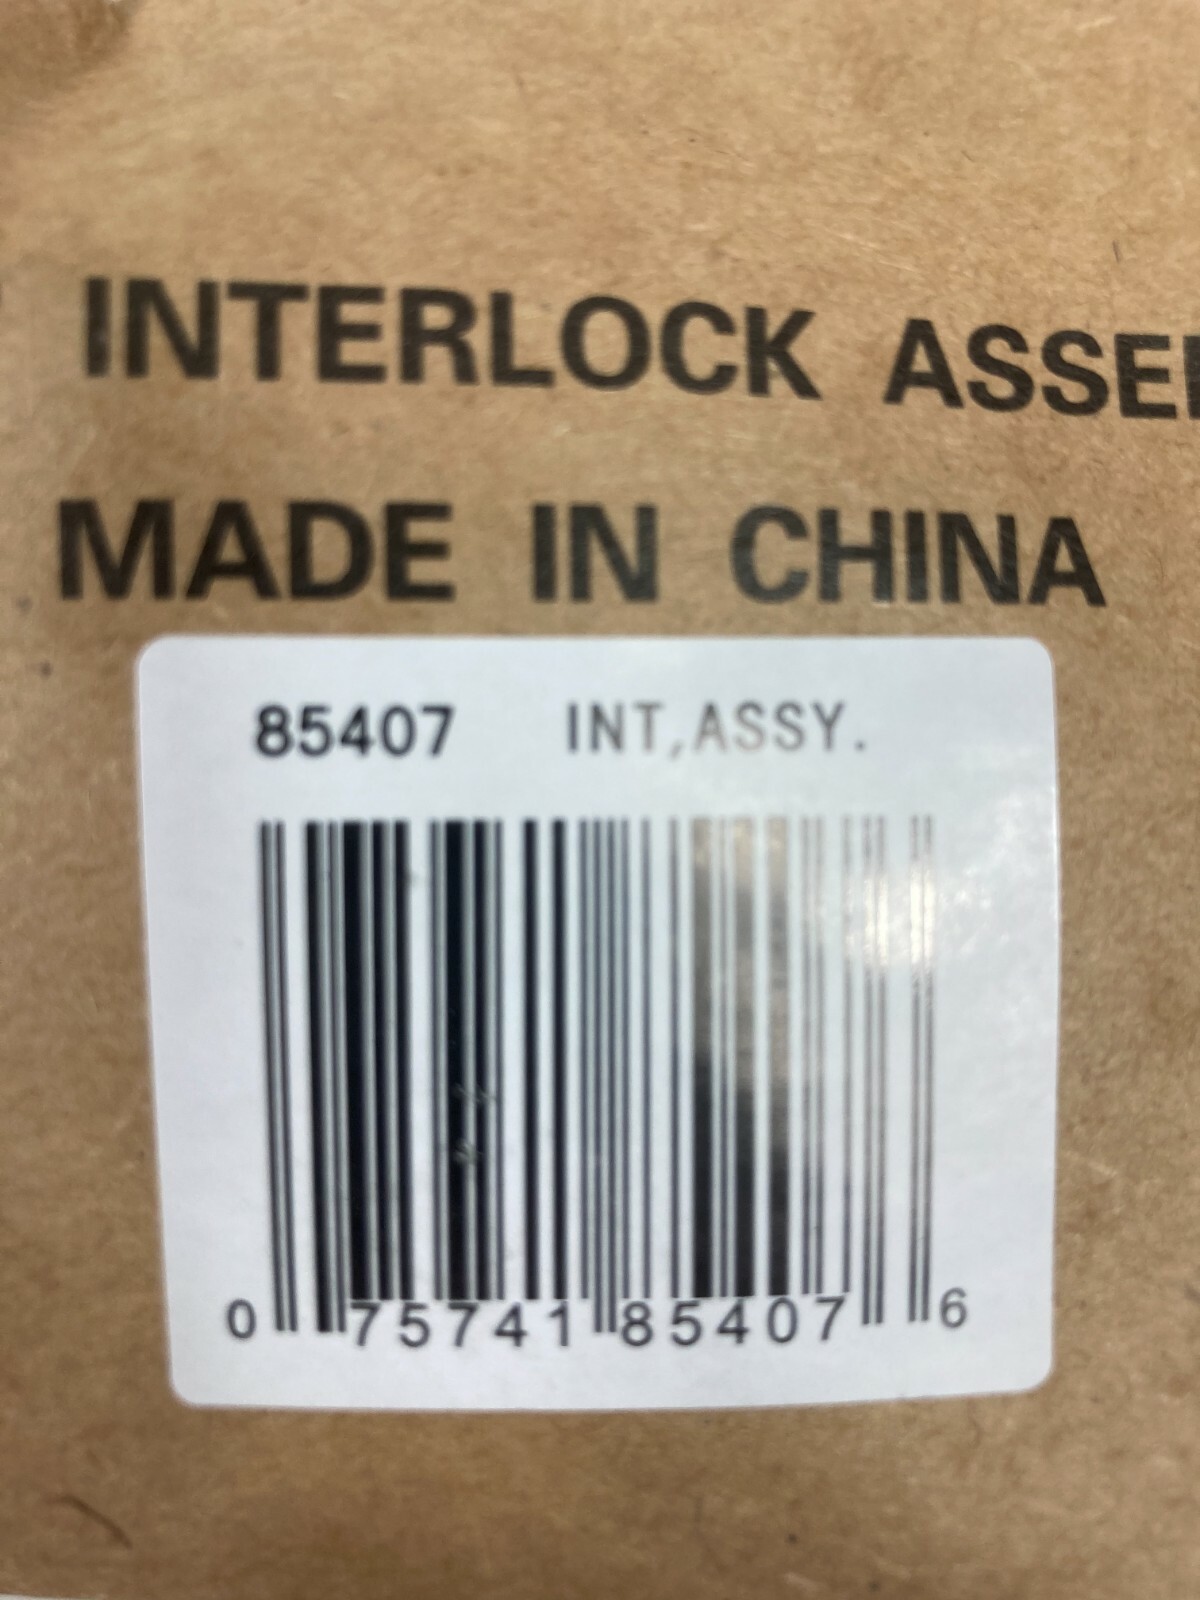 INTERLOCK
MADE IN CHINA
85407 INT,ASSY.
0 75741 85407 6